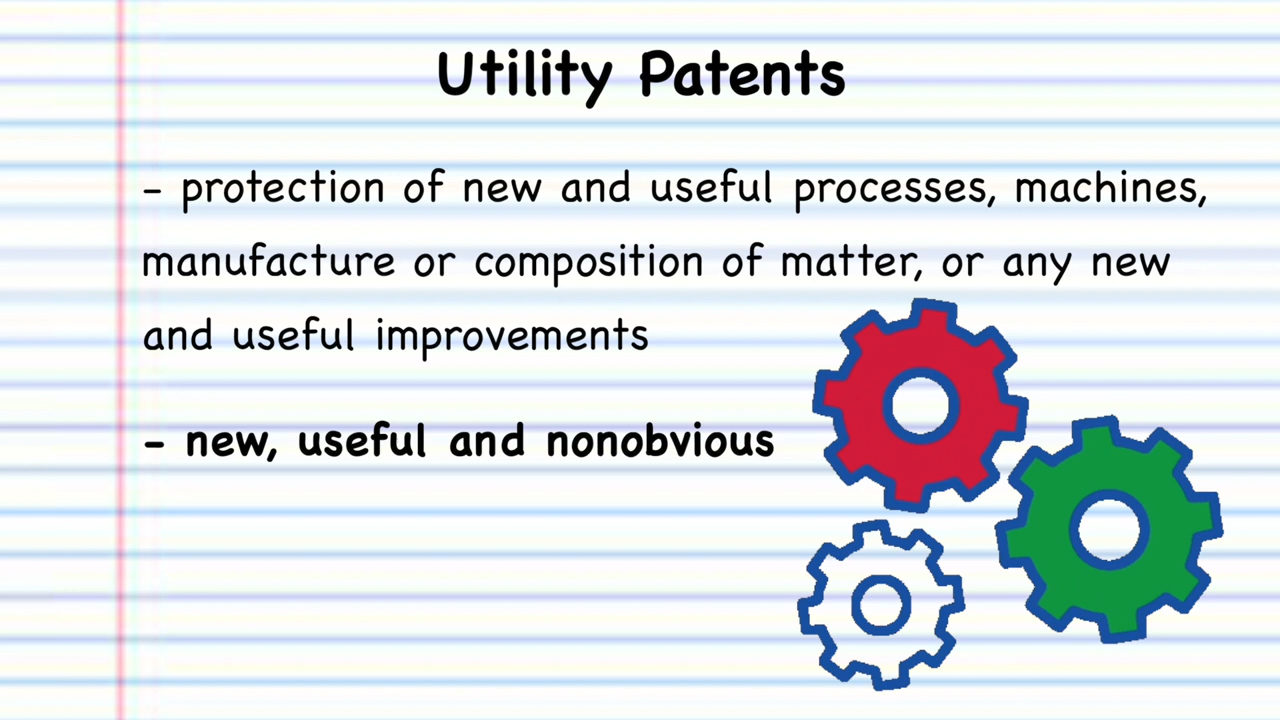 Utility Patents
- protection of new and useful processes, machines,
manufacture or composition of matter, or any new
and useful improvements
- new, useful and nonobvious